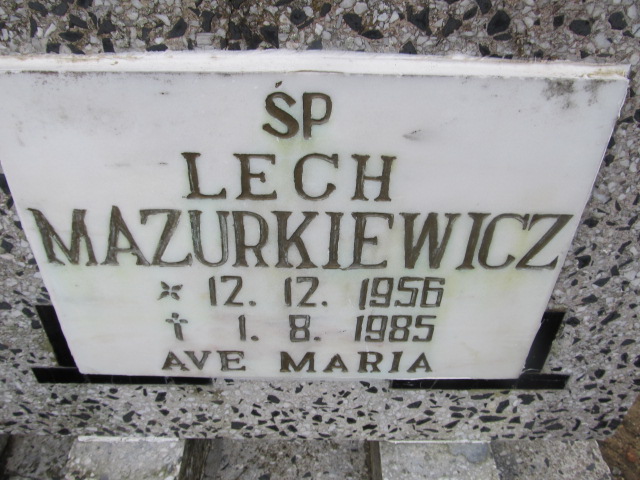 ŚP
LECH
MAZURKIEWICZ
* 12. 12. 1956
† 1. 8. 1985
AVE MARIA